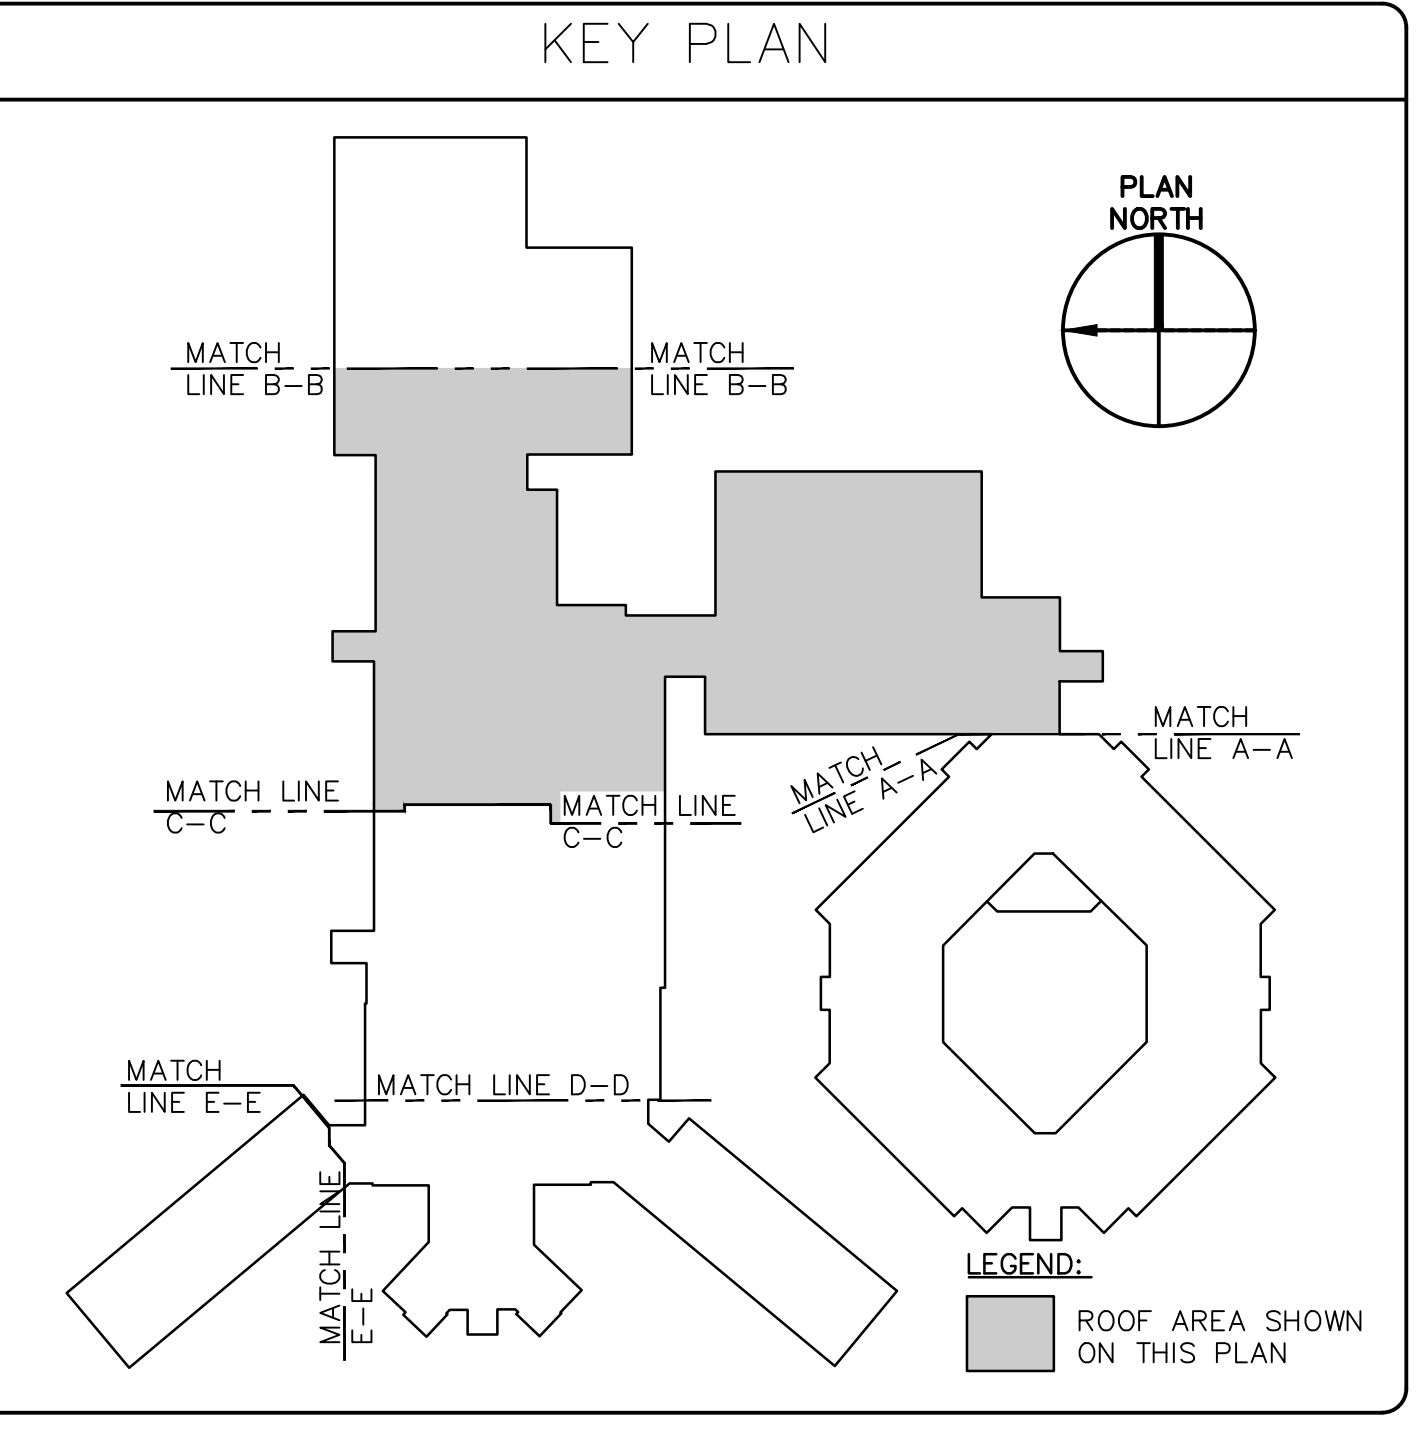 KEY PLAN
PLAN
NORTH
MATCH
LINE B-B
MATCH
LINE B-B
MATCH
LINE A-A
MATCH
LINE A-A
MATCH LINE
C-C
MATCH LINE
C-C
MATCH
LINE E-E
MATCH LINE D-D
MATCH LINE
E-E
LEGEND:
ROOF AREA SHOWN
ON THIS PLAN